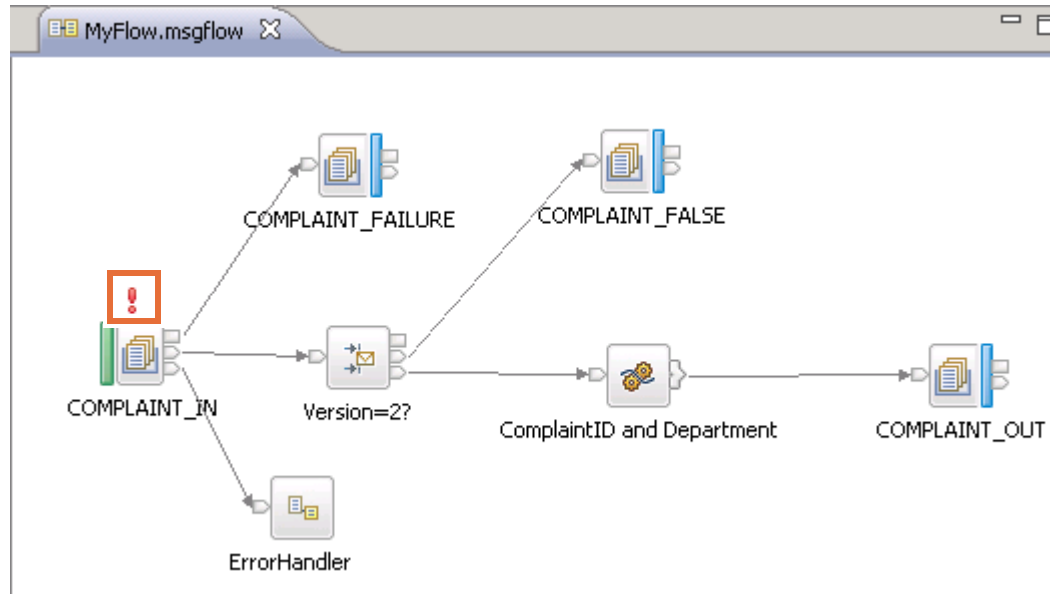 MyFlow.msgflow
COMPLAINT_FAILURE
COMPLAINT_FALSE
COMPLAINT_IN
Version=2?
ComplaintID and Department
COMPLAINT_OUT
ErrorHandler